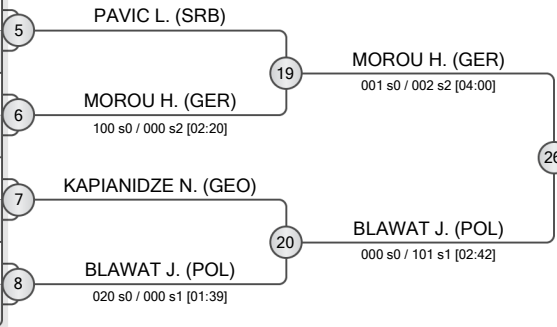 PAVIC L. (SRB)
5
19
MOROU H. (GER)
001 s0 / 002 s2 [04:00]
MOROU H. (GER)
6
100 s0 / 000 s2 [02:20]
26
KAPIANIDZE N. (GEO)
7
20
BLAWAT J. (POL)
000 s0 / 101 s1 [02:42]
BLAWAT J. (POL)
8
020 s0 / 000 s1 [01:39]